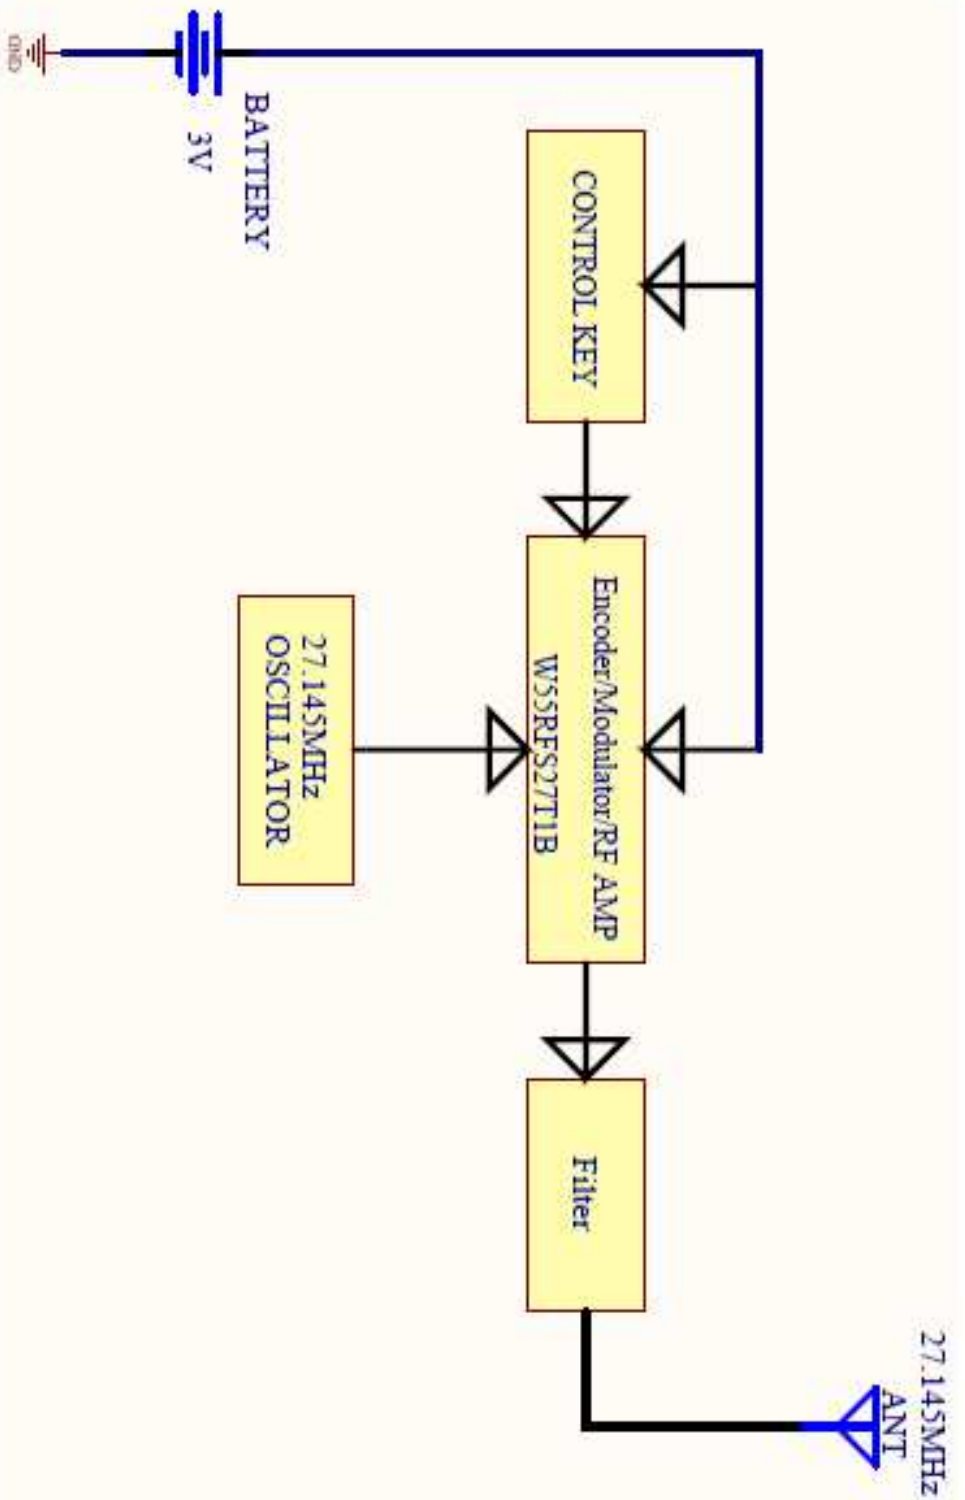 27.145MHz
ANT
CONTROL KEY
Encoder/Modulator/RF AMP
W55RFS27T1B
Filter
27.145MHz
OSCILLATOR
BATTERY
3V
GND